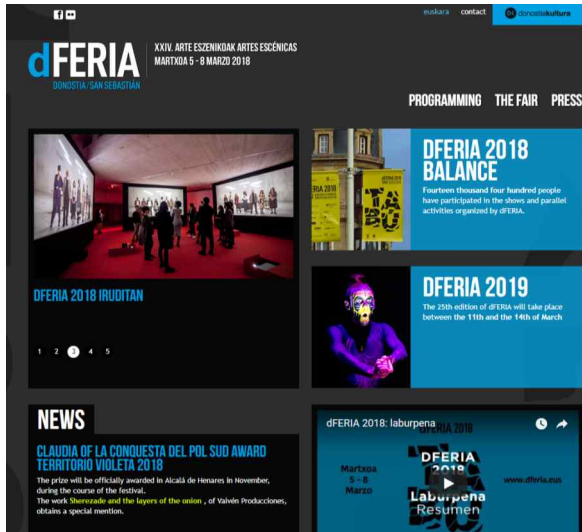 euskara contact donostiakultura
dFERIA
DONOSTIA/SAN SEBASTIÁN
XXIV. ARTE ESZENIKOAK ARTES ESCÉNICAS
MARTXOA 5 - 8 MARZO 2018
PROGRAMMING THE FAIR PRESS
DFERIA 2018 IRUDITAN
1 2 3 4 5
DFERIA 2018
BALANCE
Fourteen thousand four hundred people
have participated in the shows and parallel
activities organized by dFERIA.
DFERIA 2019
The 25th edition of dFERIA will take place
between the 11th and the 14th of March
NEWS
CLAUDIA OF LA CONQUESTA DEL POL SUD AWARD
TERRITORIO VIOLETA 2018
The prize will be officially awarded in Alcalá de Henares in November,
during the course of the festival.
The work Sherezade and the layers of the onion , of Vaivén Producciones,
obtains a special mention.
dFERIA 2018: laburpena
DFERIA
2018
Martxoa
5 - 8
Marzo
Laburpena
Resumen
www.dferia.eus